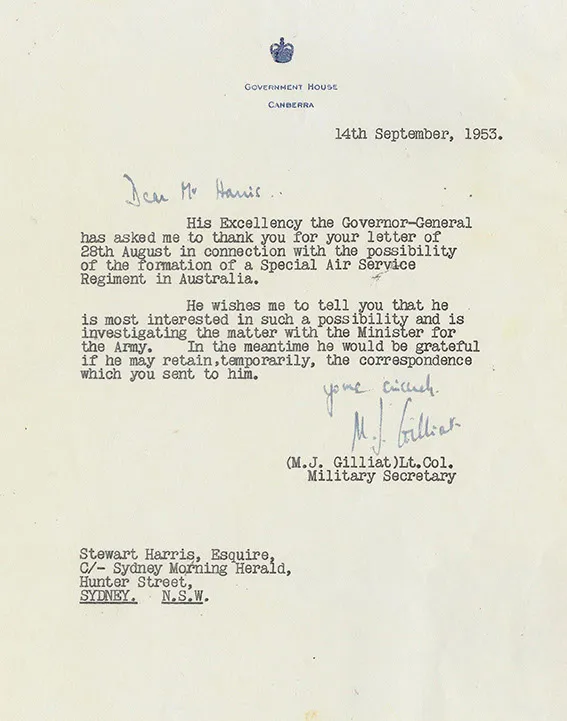 GOVERNMENT HOUSE
CANBERRA
14th September, 1953.
Dear Mr Harris.
His Excellency the Governor-General
has asked me to thank you for your letter of
28th August in connection with the possibility
of the formation of a Special Air Service
Regiment in Australia.
He wishes me to tell you that he
is most interested in such a possibility and is
investigating the matter with the Minister for
the Army. In the meantime he would be grateful
if he may retain,temporarily, the correspondence
which you sent to him.
yours sincerely.
M. J. Gilliat
(M.J. Gilliat)Lt.Col.
Military Secretary
Stewart Harris, Esquire,
C/- Sydney Morning Herald,
Hunter Street,
SYDNEY. N.S.W.